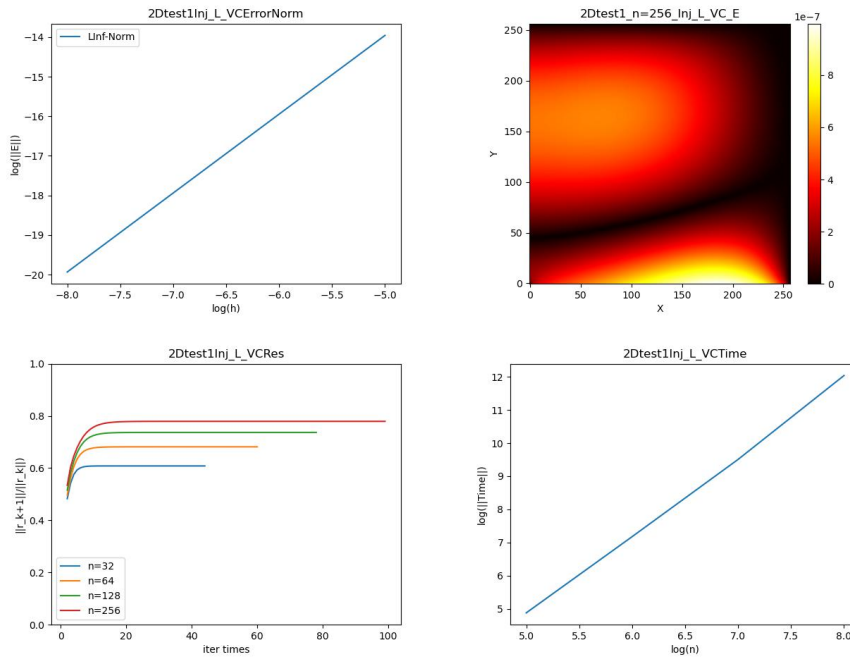 2Dtest1Inj_L_VCErrorNorm
LInf-Norm
−14
−15
−16
−17
−18
−19
−20
log(||E||)
−8.0 −7.5 −7.0 −6.5 −6.0 −5.5 −5.0
log(h)
2Dtest1_n=256_Inj_L_VC_E
1e−7
250
200
150
100
50
0
Y
0 50 100 150 200 250
X
8
6
4
2
0
2Dtest1Inj_L_VCRes
1.0
0.8
0.6
0.4
0.2
0.0
||r_k+1||/||r_k||
n=32
n=64
n=128
n=256
0 20 40 60 80 100
iter times
2Dtest1Inj_L_VCTime
12
11
10
9
8
7
6
5
log(||Time||)
5.0 5.5 6.0 6.5 7.0 7.5 8.0
log(n)